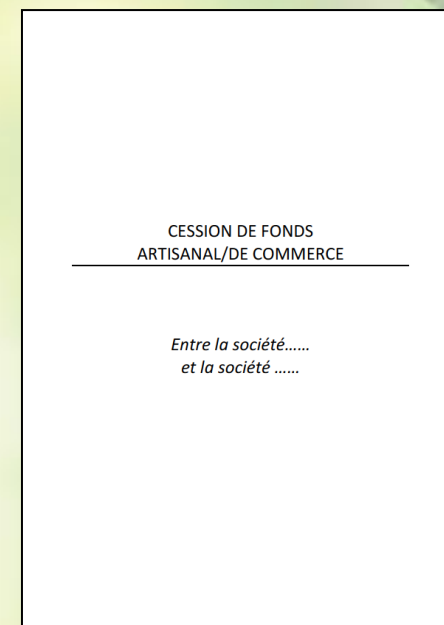 CESSION DE FONDS
ARTISANAL/DE COMMERCE
Entre la société......
et la société ......